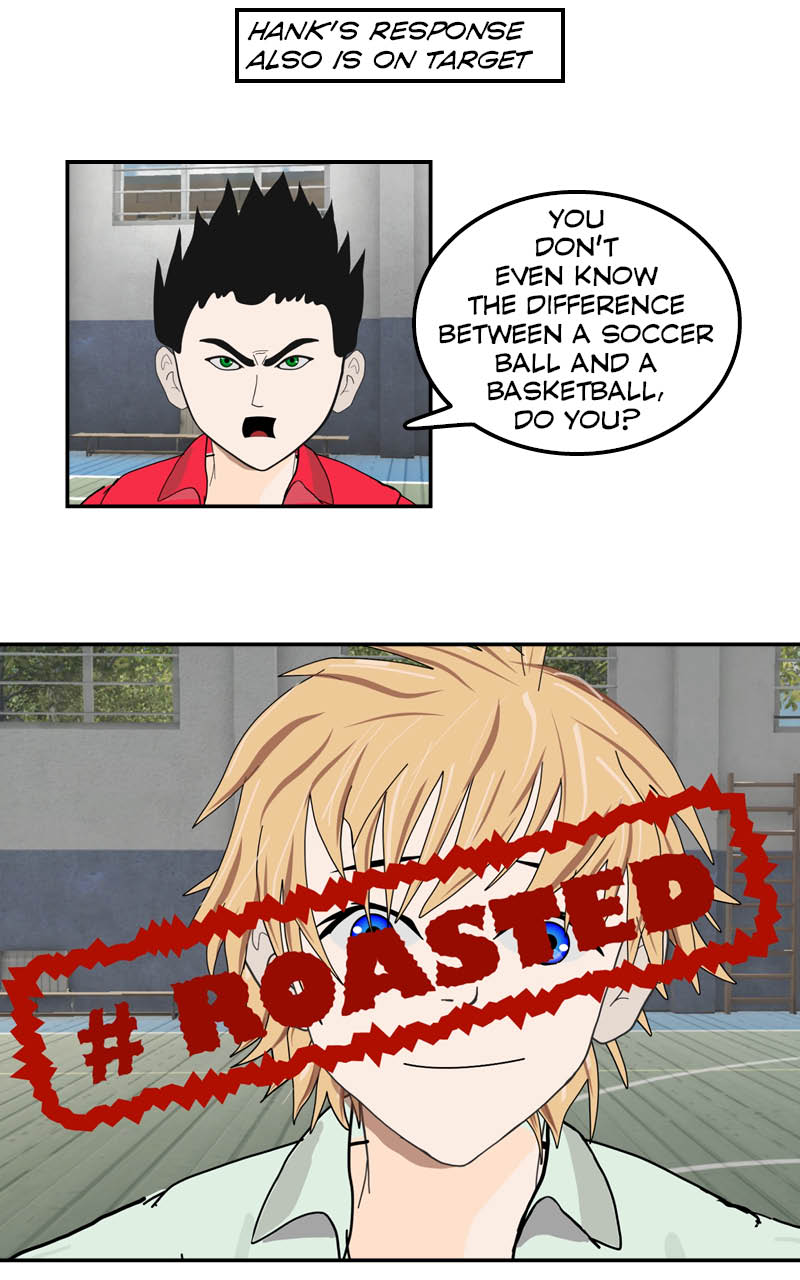 HANK'S RESPONSE
ALSO IS ON TARGET
YOU
DON'T
EVEN KNOW
THE DIFFERENCE
BETWEEN A SOCCER
BALL AND A
BASKETBALL,
DO YOU?
# ROASTED